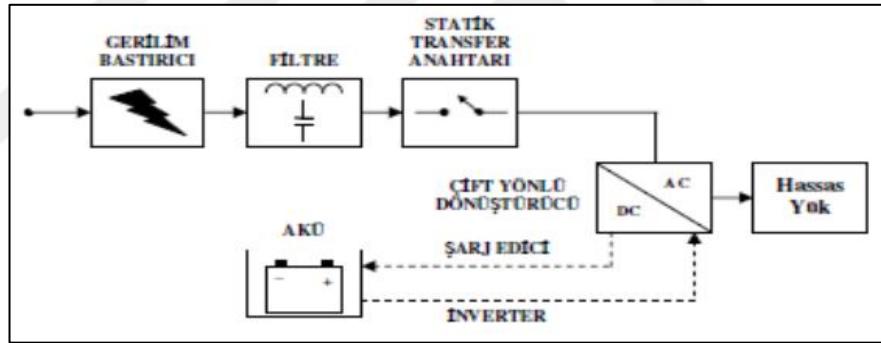 GERİLİM
BASTIRICI
FİLTRE
STATİK
TRANSFER
ANAHTARI
ÇİFT YÖNLÜ
DÖNÜŞTÜRÜCÜ
AC
DC
Hassas
Yük
AKÜ
ŞARJ EDİCİ
− +
İNVERTER